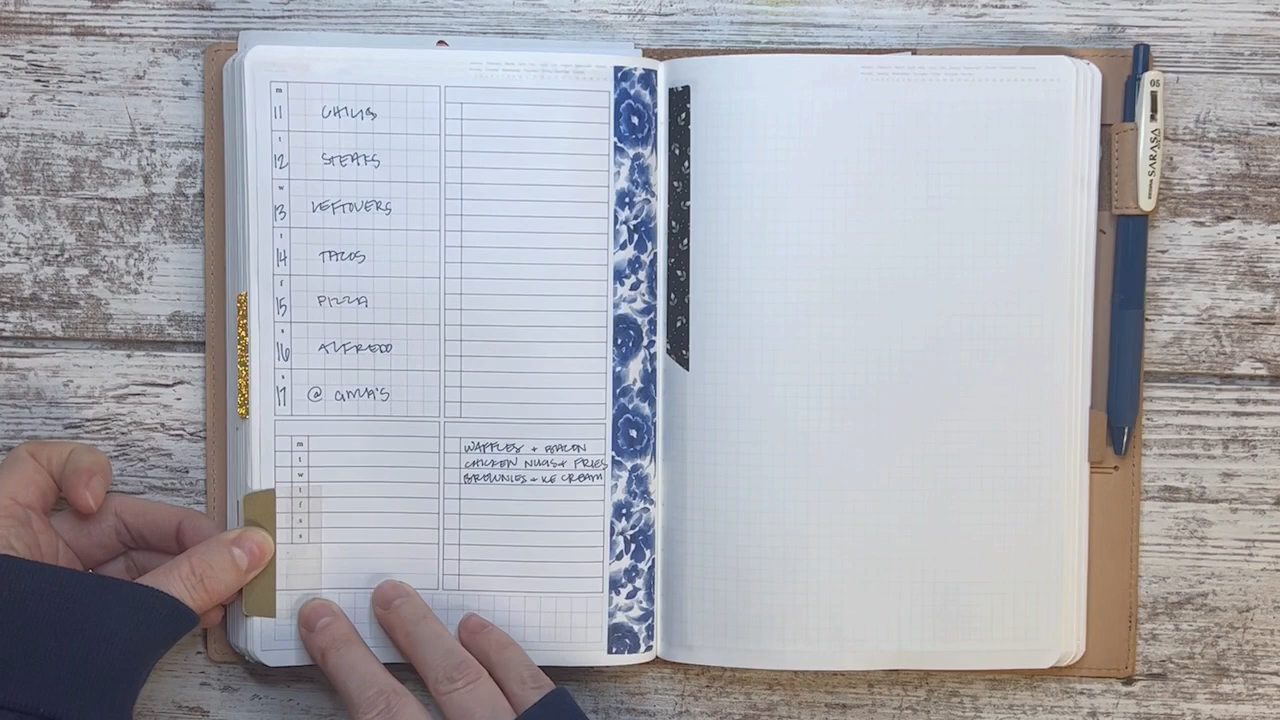 m
11 CHILIS
t
12 STEAKS
w
13 LEFTOVERS
t
14 TACOS
f
15 PIZZA
s
16 ALFREDO
s
17 @ GMA'S
m
t
w
t
f
s
s
WAFFLES + BACON
CHICKEN NUGS + FRIES
BROWNIES + ICE CREAM
05
SARASA